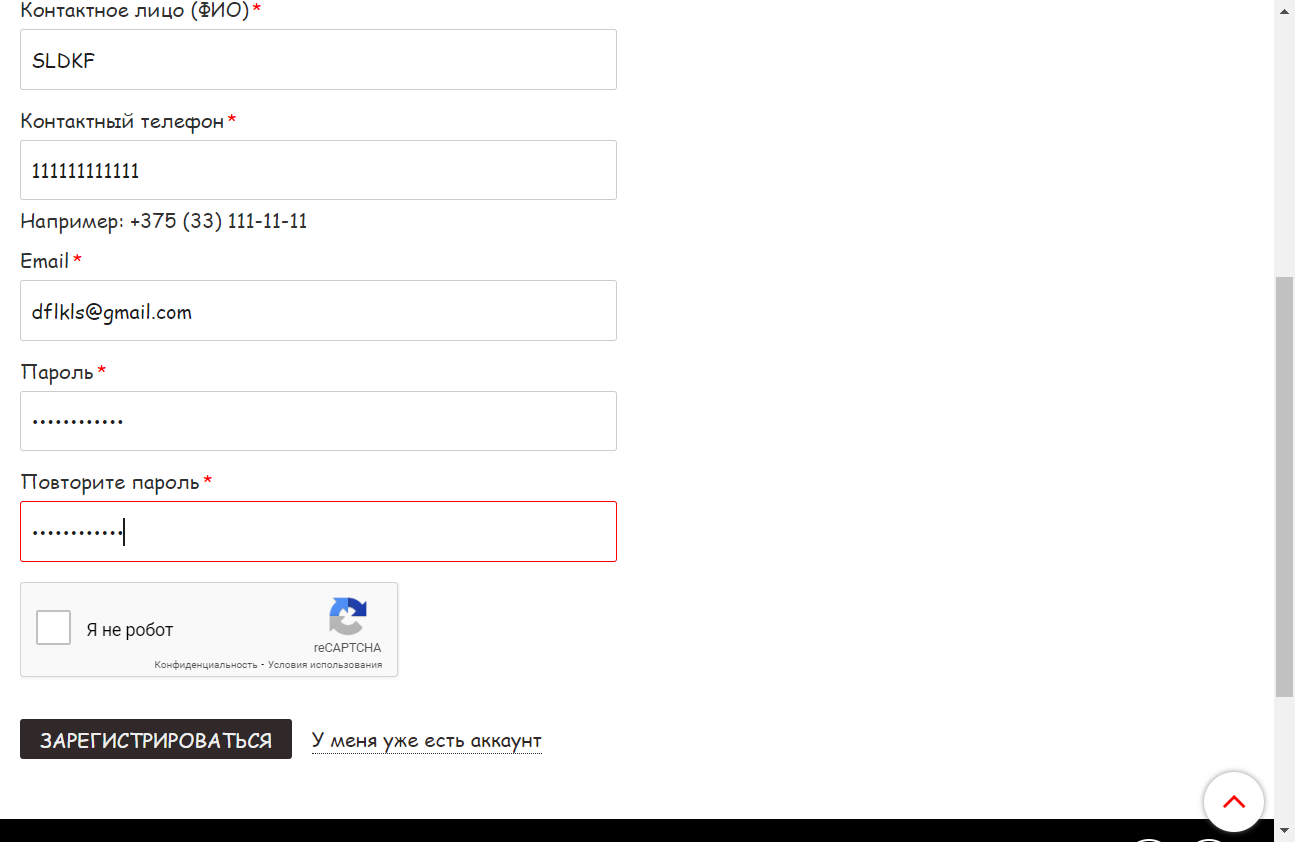 Контактное лицо (ФИО)*
SLDKF
Контактный телефон*
111111111111
Например: +375 (33) 111-11-11
Email*
dflkls@gmail.com
Пароль*
••••••••••••
Повторите пароль*
••••••••••••
Я не робот
reCAPTCHA
Конфиденциальность - Условия использования
ЗАРЕГИСТРИРОВАТЬСЯ У меня уже есть аккаунт